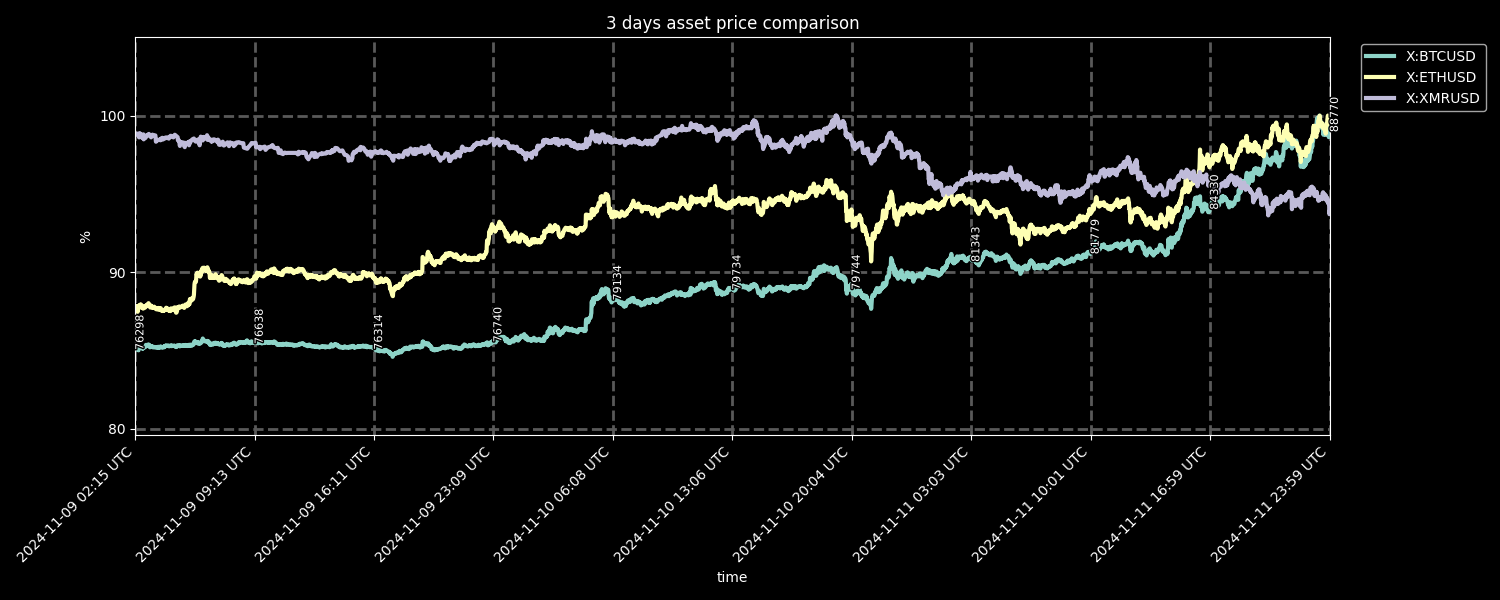 3 days asset price comparison
X:BTCUSD
X:ETHUSD
X:XMRUSD
100
90
80
%
76298
76638
76314
76740
79134
79734
79744
81343
81779
84330
88770
2024-11-09 02:15 UTC
2024-11-09 09:13 UTC
2024-11-09 16:11 UTC
2024-11-09 23:09 UTC
2024-11-10 06:08 UTC
2024-11-10 13:06 UTC
2024-11-10 20:04 UTC
2024-11-11 03:03 UTC
2024-11-11 10:01 UTC
2024-11-11 16:59 UTC
2024-11-11 23:59 UTC
time